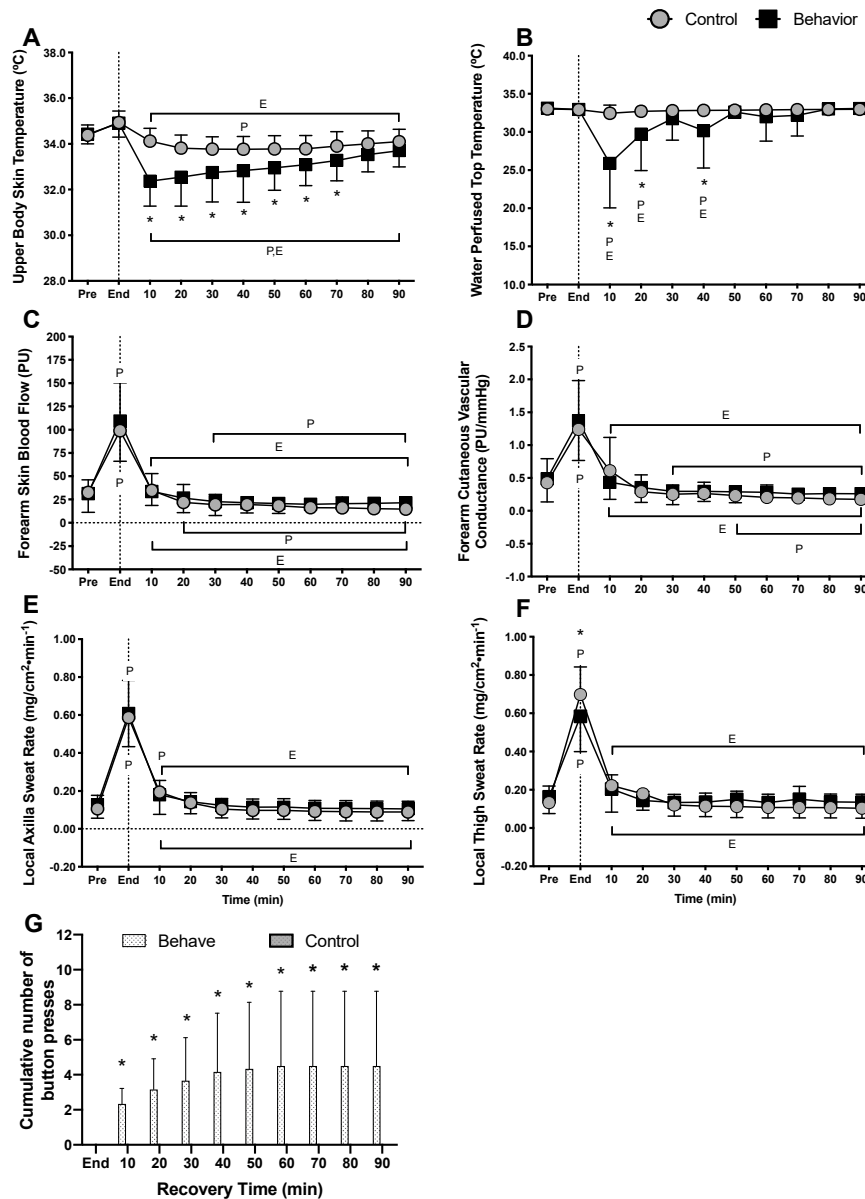 Control Behavior
A
Upper Body Skin Temperature (ºC)
38.0
36.0
34.0
32.0
30.0
28.0
E
P
* * * * * * *
P,E
Pre End 10 20 30 40 50 60 70 80 90
B
Water Perfused Top Temperature (ºC)
40.0
35.0
30.0
25.0
20.0
15.0
10.0
*
P
E
*
P
E
*
P
E
Pre End 10 20 30 40 50 60 70 80 90
C
Forearm Skin Blood Flow (PU)
200
175
150
125
100
75
50
25
0
-25
-50
P
P
P
E
P
E
Pre End 10 20 30 40 50 60 70 80 90
D
Forearm Cutaneous Vascular
Conductance (PU/mmHg)
2.5
2.0
1.5
1.0
0.5
0.0
-0.5
-1.0
P
P
E
P
E
P
Pre End 10 20 30 40 50 60 70 80 90
E
Local Axilla Sweat Rate (mg/cm²•min⁻¹)
1.00
0.80
0.60
0.40
0.20
0.00
-0.20
P
P
P
E
E
Pre End 10 20 30 40 50 60 70 80 90
Time (min)
F
Local Thigh Sweat Rate (mg/cm²•min⁻¹)
1.00
0.80
0.60
0.40
0.20
0.00
-0.20
*
P
P
E
E
Pre End 10 20 30 40 50 60 70 80 90
Time (min)
G
Cumulative number of
button presses
12
10
8
6
4
2
0
Behave Control
* * * * * * * * *
End 10 20 30 40 50 60 70 80 90
Recovery Time (min)